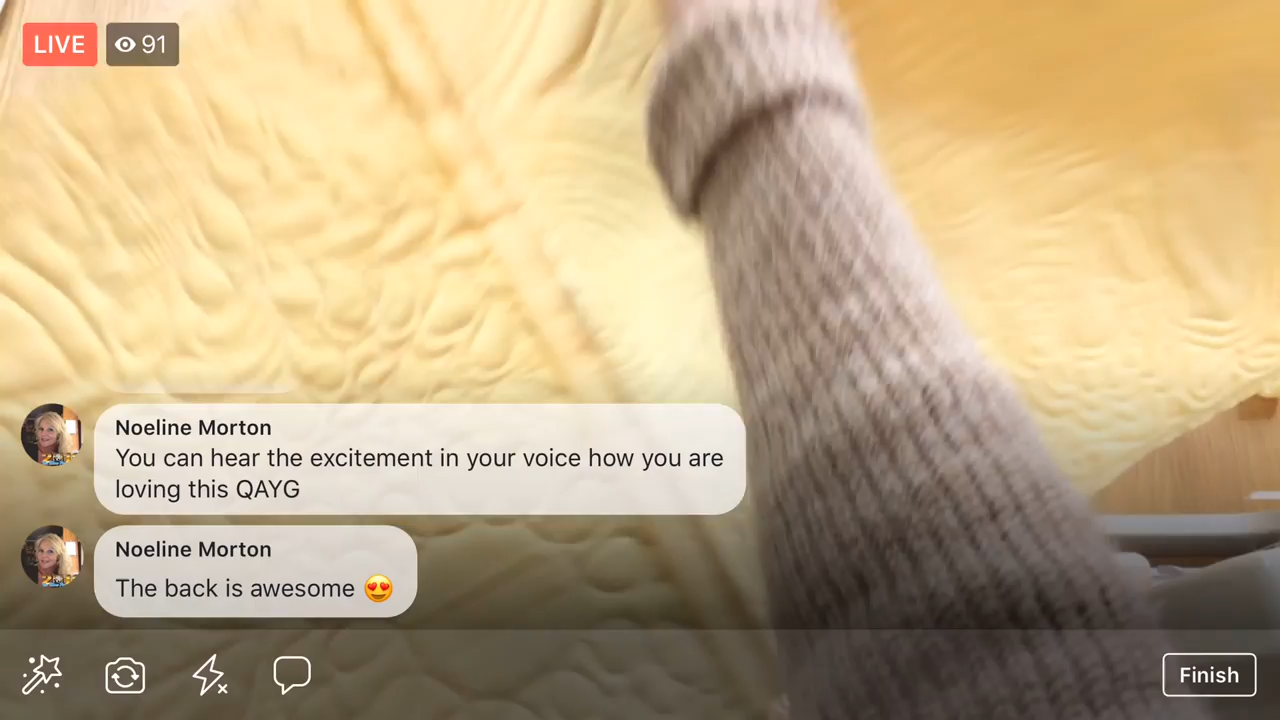 LIVE 91
Noeline Morton
You can hear the excitement in your voice how you are
loving this QAYG
Noeline Morton
The back is awesome 😍
Finish